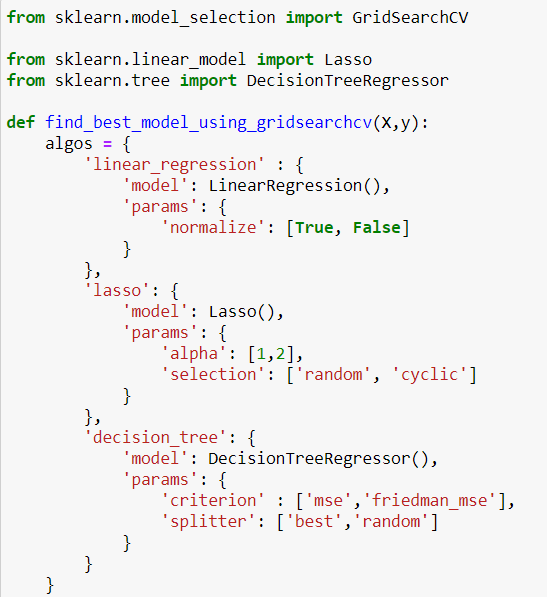 from sklearn.model_selection import GridSearchCV

from sklearn.linear_model import Lasso
from sklearn.tree import DecisionTreeRegressor

def find_best_model_using_gridsearchcv(X,y):
    algos = {
        'linear_regression' : {
            'model': LinearRegression(),
            'params': {
                'normalize': [True, False]
            }
        },
        'lasso': {
            'model': Lasso(),
            'params': {
                'alpha': [1,2],
                'selection': ['random', 'cyclic']
            }
        },
        'decision_tree': {
            'model': DecisionTreeRegressor(),
            'params': {
                'criterion' : ['mse','friedman_mse'],
                'splitter': ['best','random']
            }
        }
    }